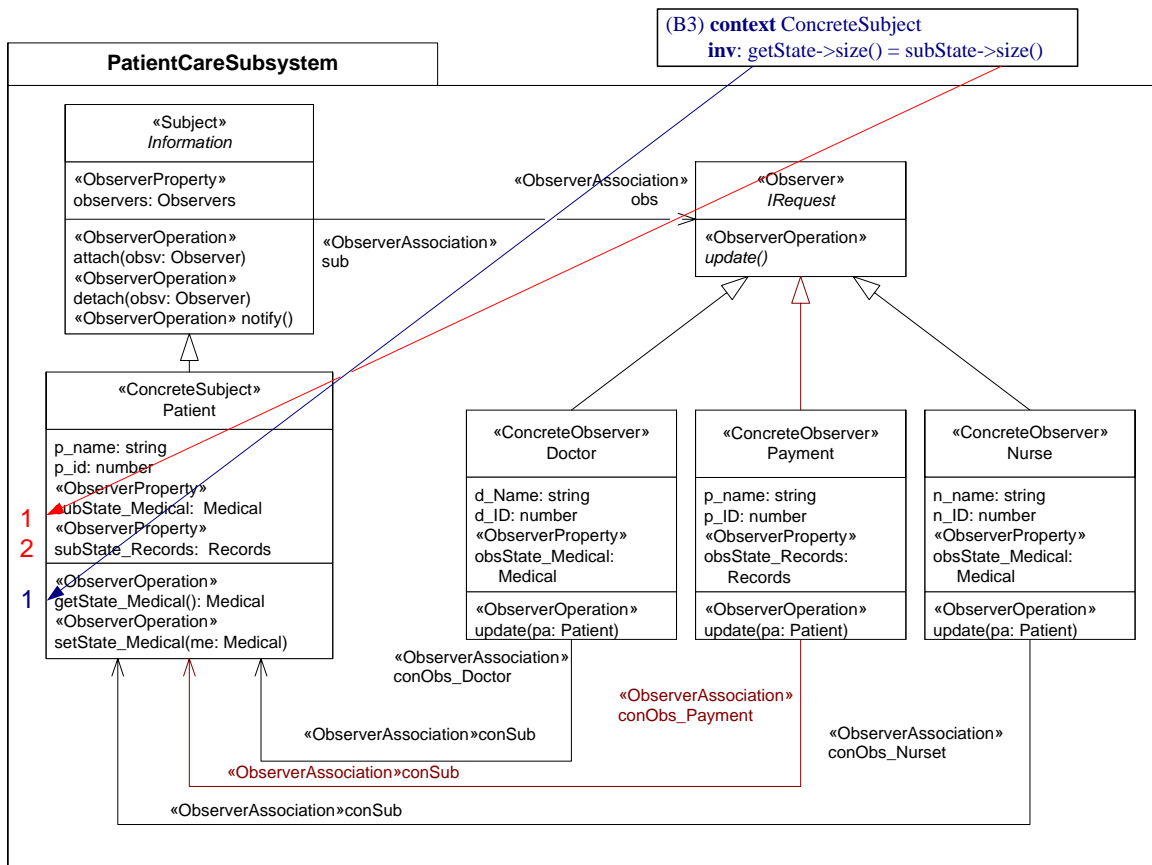 (B3) context ConcreteSubject
inv: getState->size() = subState->size()
PatientCareSubsystem
«Subject»
Information
«ObserverProperty»
observers: Observers
«ObserverOperation»
attach(obsv: Observer)
«ObserverOperation»
detach(obsv: Observer)
«ObserverOperation» notify()
«ObserverAssociation»
obs
«ObserverAssociation»
sub
«Observer»
IRequest
«ObserverOperation»
update()
«ConcreteSubject»
Patient
p_name: string
p_id: number
«ObserverProperty»
subState_Medical: Medical
«ObserverProperty»
subState_Records: Records
«ObserverOperation»
getState_Medical(): Medical
«ObserverOperation»
setState_Medical(me: Medical)
1
2
1
«ConcreteObserver»
Doctor
d_Name: string
d_ID: number
«ObserverProperty»
obsState_Medical:
Medical
«ObserverOperation»
update(pa: Patient)
«ConcreteObserver»
Payment
p_name: string
p_ID: number
«ObserverProperty»
obsState_Records:
Records
«ObserverOperation»
update(pa: Patient)
«ConcreteObserver»
Nurse
n_name: string
n_ID: number
«ObserverProperty»
obsState_Medical:
Medical
«ObserverOperation»
update(pa: Patient)
«ObserverAssociation»
conObs_Doctor
«ObserverAssociation»
conObs_Payment
«ObserverAssociation»
conObs_Nurset
«ObserverAssociation»conSub
«ObserverAssociation»conSub
«ObserverAssociation»conSub